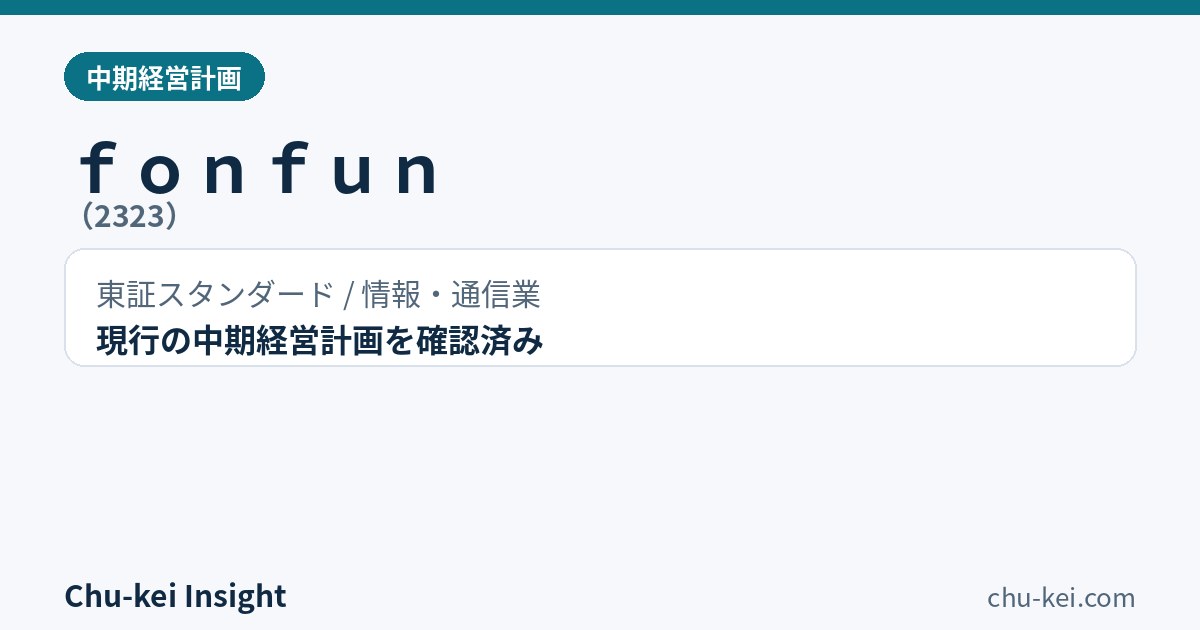 中期経営計画
ｆｏｎｆｕｎ
（2323）
東証スタンダード / 情報・通信業
現行の中期経営計画を確認済み
Chu-kei Insight
chu-kei.com